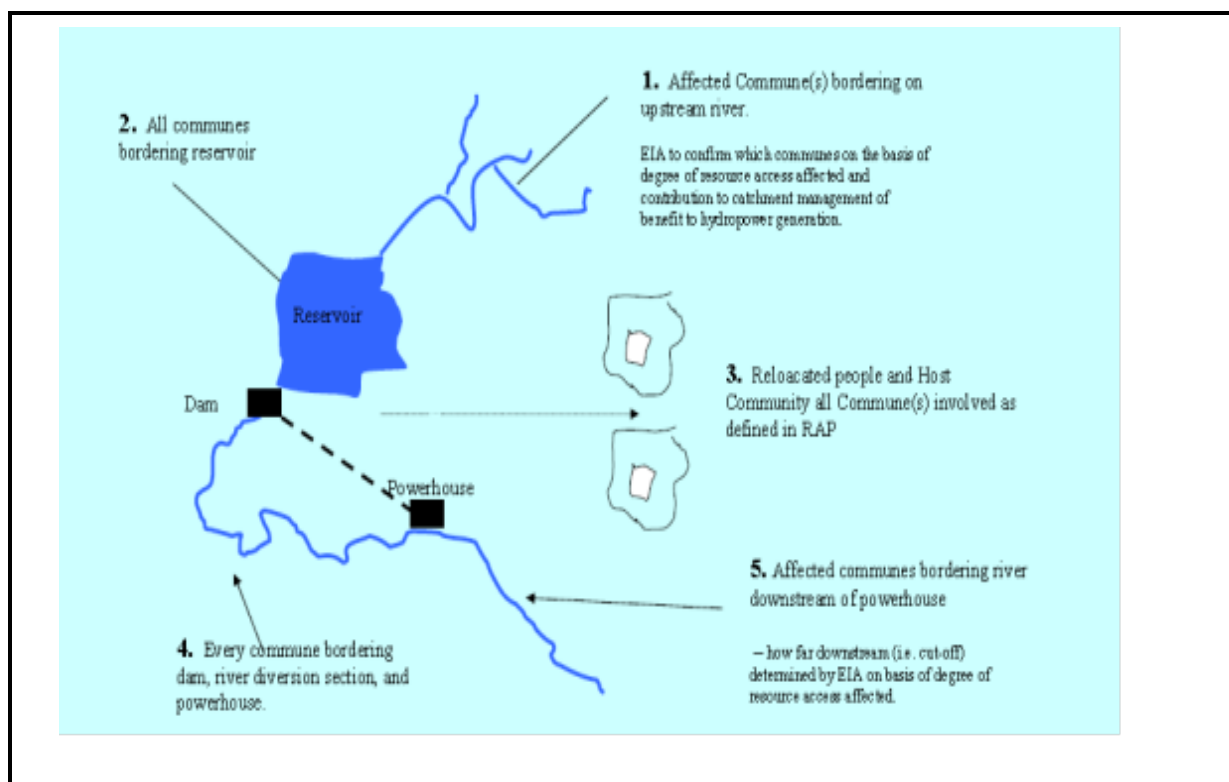 1. Affected Commune(s) bordering on
upstream river.
EIA to confirm which communes on the basis of
degree of resource access affected and
contribution to catchment management of
benefit to hydropower generation.
2. All communes
bordering reservoir
Reservoir
3. Reloacated people and Host
Community all Commune(s) involved as
defined in RAP
Dam
Powerhouse
5. Affected communes bordering river
downstream of powerhouse
– how far downstream (i.e. cut-off)
determined by EIA on basis of degree of
resource access affected.
4. Every commune bordering
dam, river diversion section, and
powerhouse.